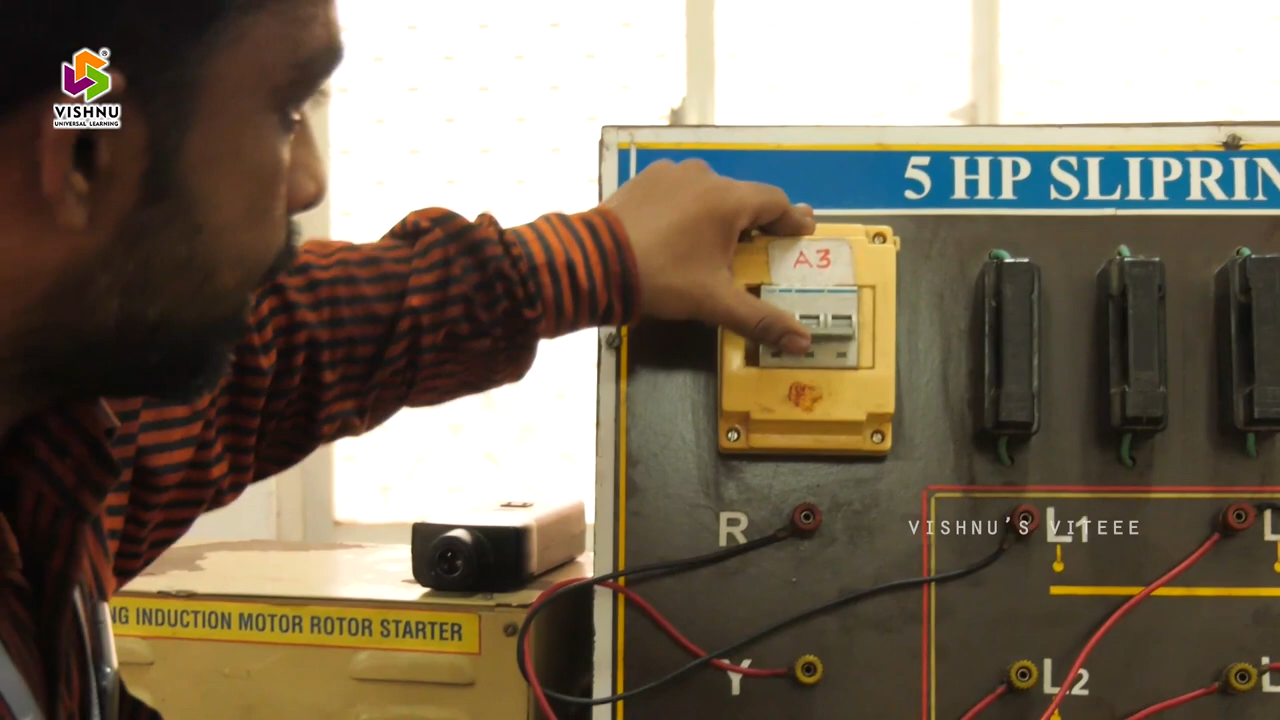 VISHNU
UNIVERSAL LEARNING
5 HP SLIPRIN
A3
R
VISHNU'S VITEEE
L1
L
NG INDUCTION MOTOR ROTOR STARTER
Y
L2
L